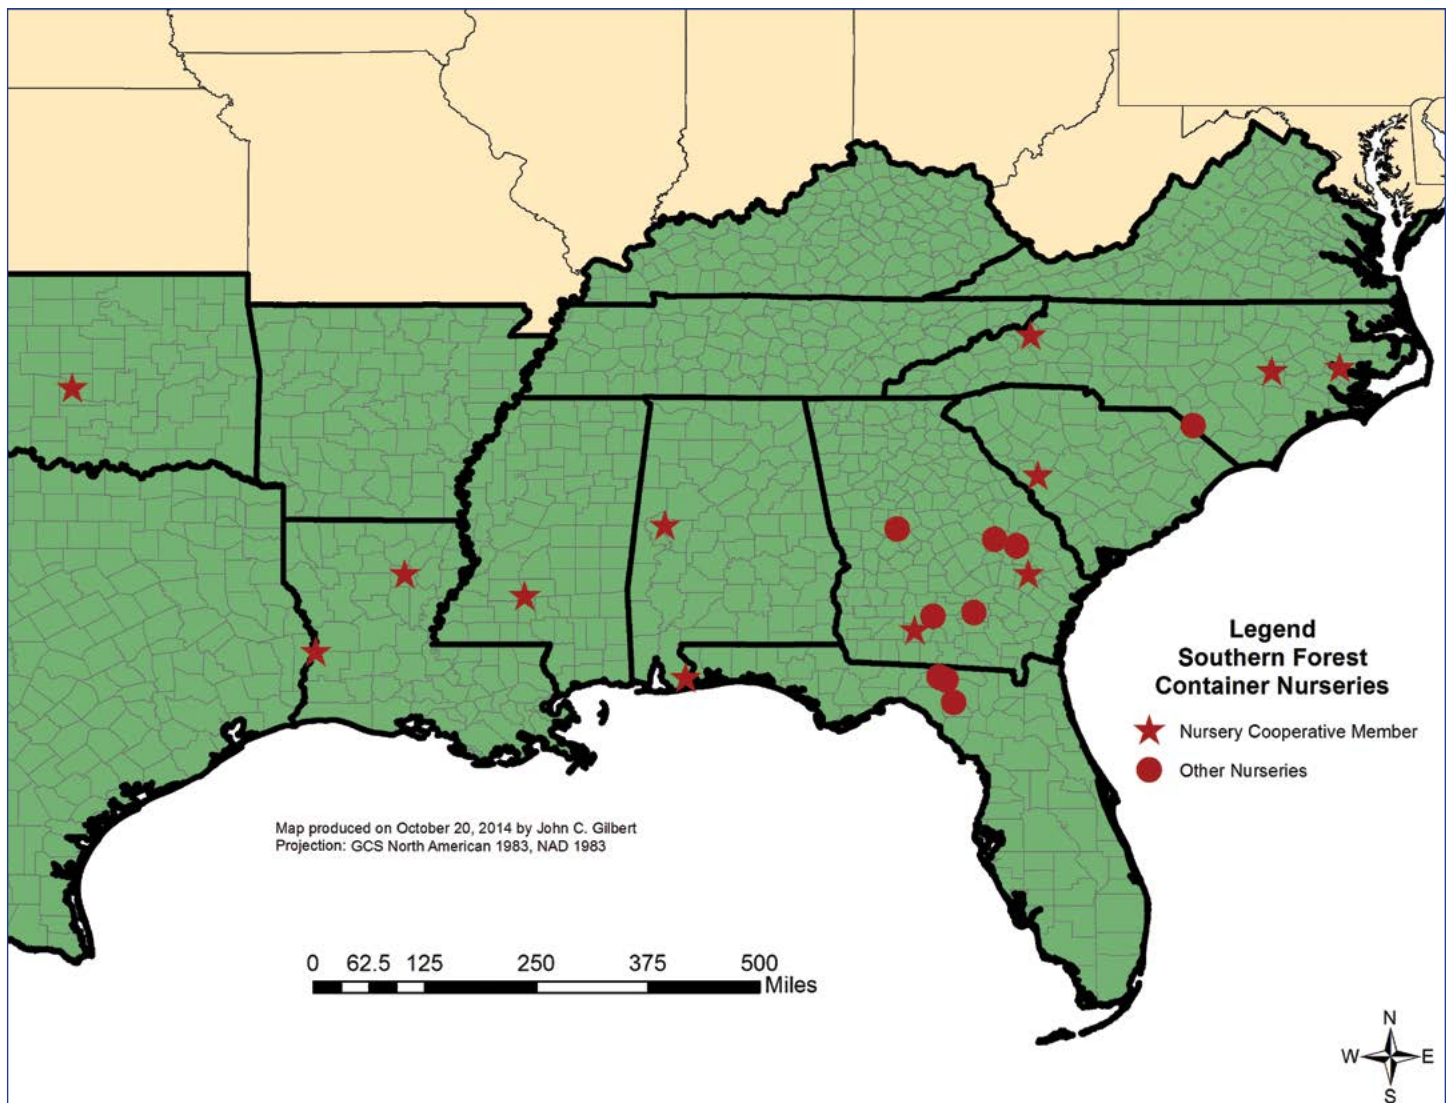 Legend
Southern Forest
Container Nurseries
Nursery Cooperative Member
Other Nurseries
Map produced on October 20, 2014 by John C. Gilbert
Projection: GCS North American 1983, NAD 1983
0 62.5 125 250 375 500
Miles
N
W E
S